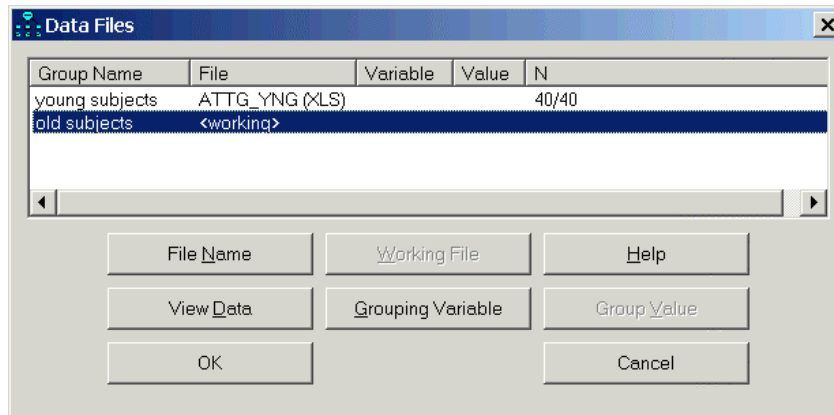 Data Files
Group Name File Variable Value N
young subjects ATTG_YNG (XLS) 40/40
old subjects <working>
File Name Working File Help
View Data Grouping Variable Group Value
OK Cancel